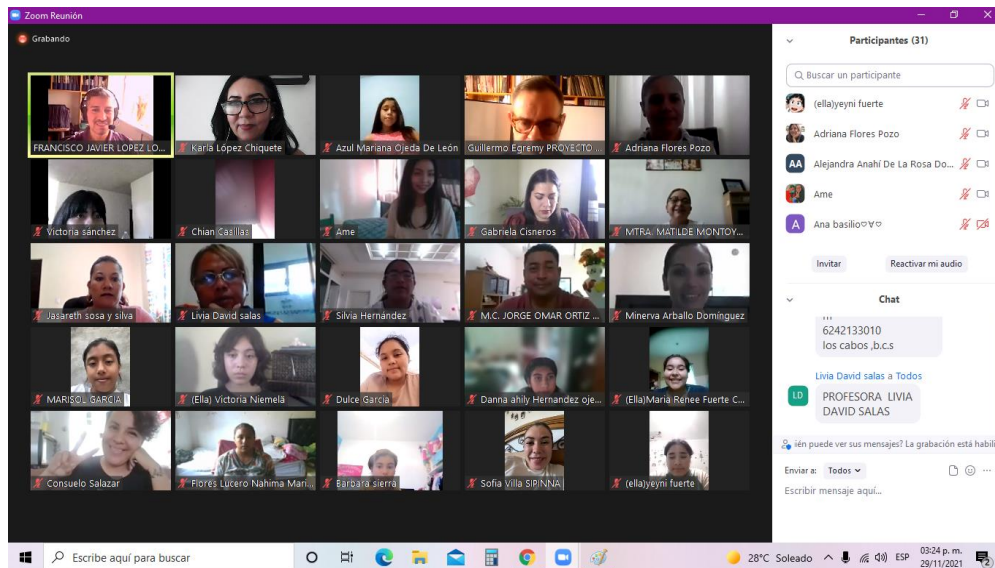 Zoom Reunión
Grabando
FRANCISCO JAVIER LOPEZ LO...
Karla López Chiquete
Azul Mariana Ojeda De León
Guillermo Egremy PROYECTO ...
Adriana Flores Pozo
Victoria sánchez
Chian Casillas
Ame
Gabriela Cisneros
MTRA. MATILDE MONTOY...
Jasareth sosa y silva
Livia David salas
Silvia Hernández
M.C. JORGE OMAR ORTIZ ...
Minerva Arballo Domínguez
MARISOL GARCIA
(Ella) Victoria Niemelä
Dulce Garcia
Danna ahily Hernandez oje...
(Ella)Maria Renee Fuerte C...
Consuelo Salazar
Flores Lucero Nahima Mari...
Barbara sierra
Sofia Villa SIPINNA
(ella)yeyni fuerte
Participantes (31)
Buscar un participante
(ella)yeyni fuerte
Adriana Flores Pozo
AA Alejandra Anahí De La Rosa Do...
Ame
A Ana basilio♡∀♡
Invitar
Reactivar mi audio
Chat
6242133010
los cabos ,b.c.s
Livia David salas a Todos
LD
PROFESORA LIVIA
DAVID SALAS
ién puede ver sus mensajes? La grabación está habili
Enviar a: Todos
Escribir mensaje aquí...
Escribe aquí para buscar
28°C Soleado
ESP
03:24 p. m.
29/11/2021
2